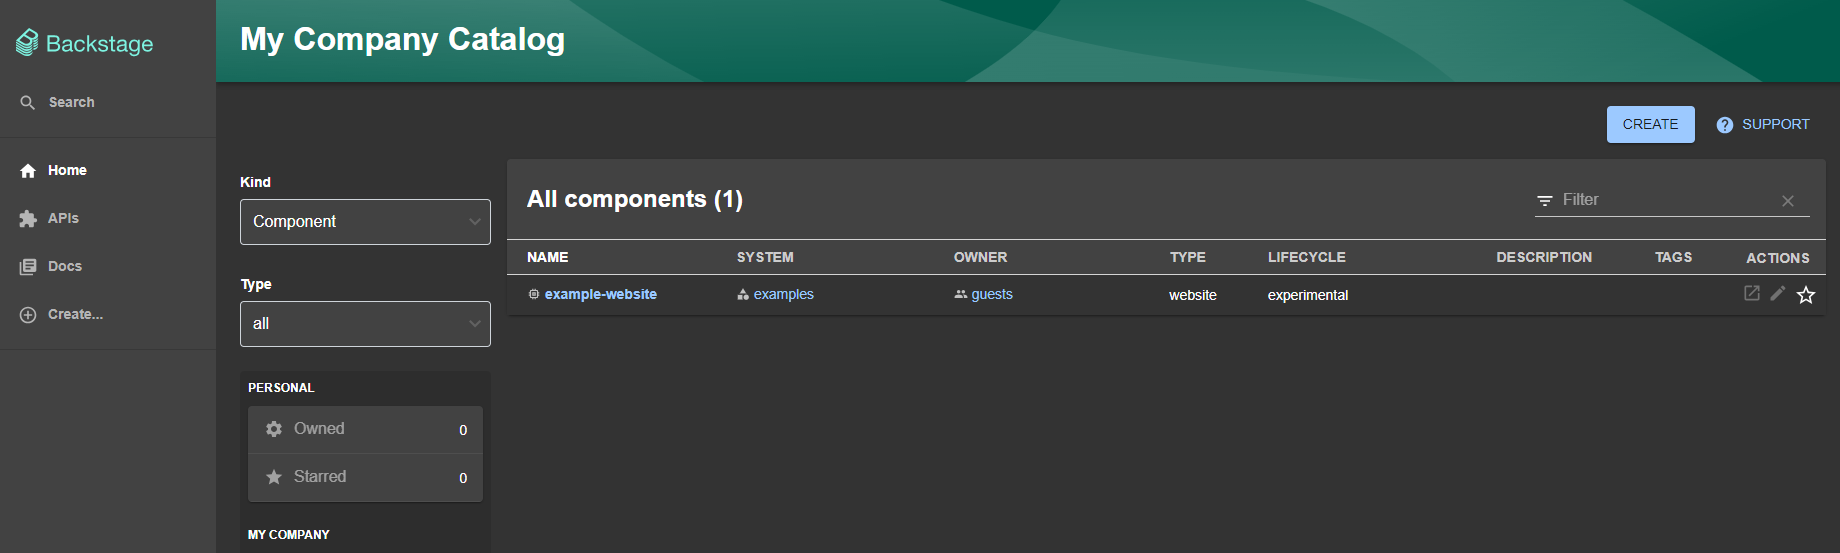 Backstage
Search
Home
APIs
Docs
Create...
My Company Catalog
CREATE
SUPPORT
Kind
Component
Type
all
PERSONAL
Owned 0
Starred 0
MY COMPANY
All components (1)
Filter
NAME SYSTEM OWNER TYPE LIFECYCLE DESCRIPTION TAGS ACTIONS
example-website examples guests website experimental